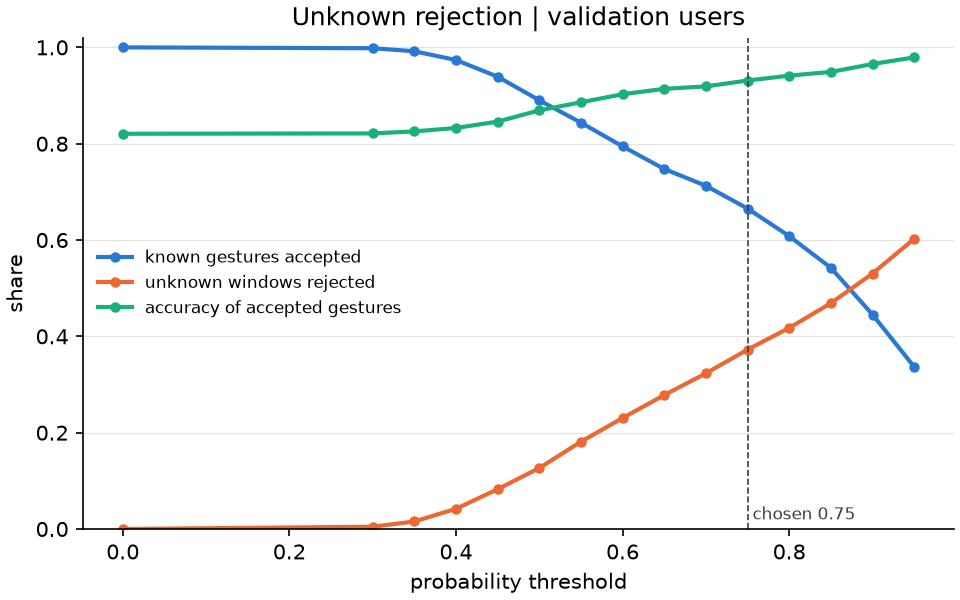 Unknown rejection | validation users
1.0
0.8
0.6
0.4
0.2
0.0
share
known gestures accepted
unknown windows rejected
accuracy of accepted gestures
chosen 0.75
0.0 0.2 0.4 0.6 0.8
probability threshold